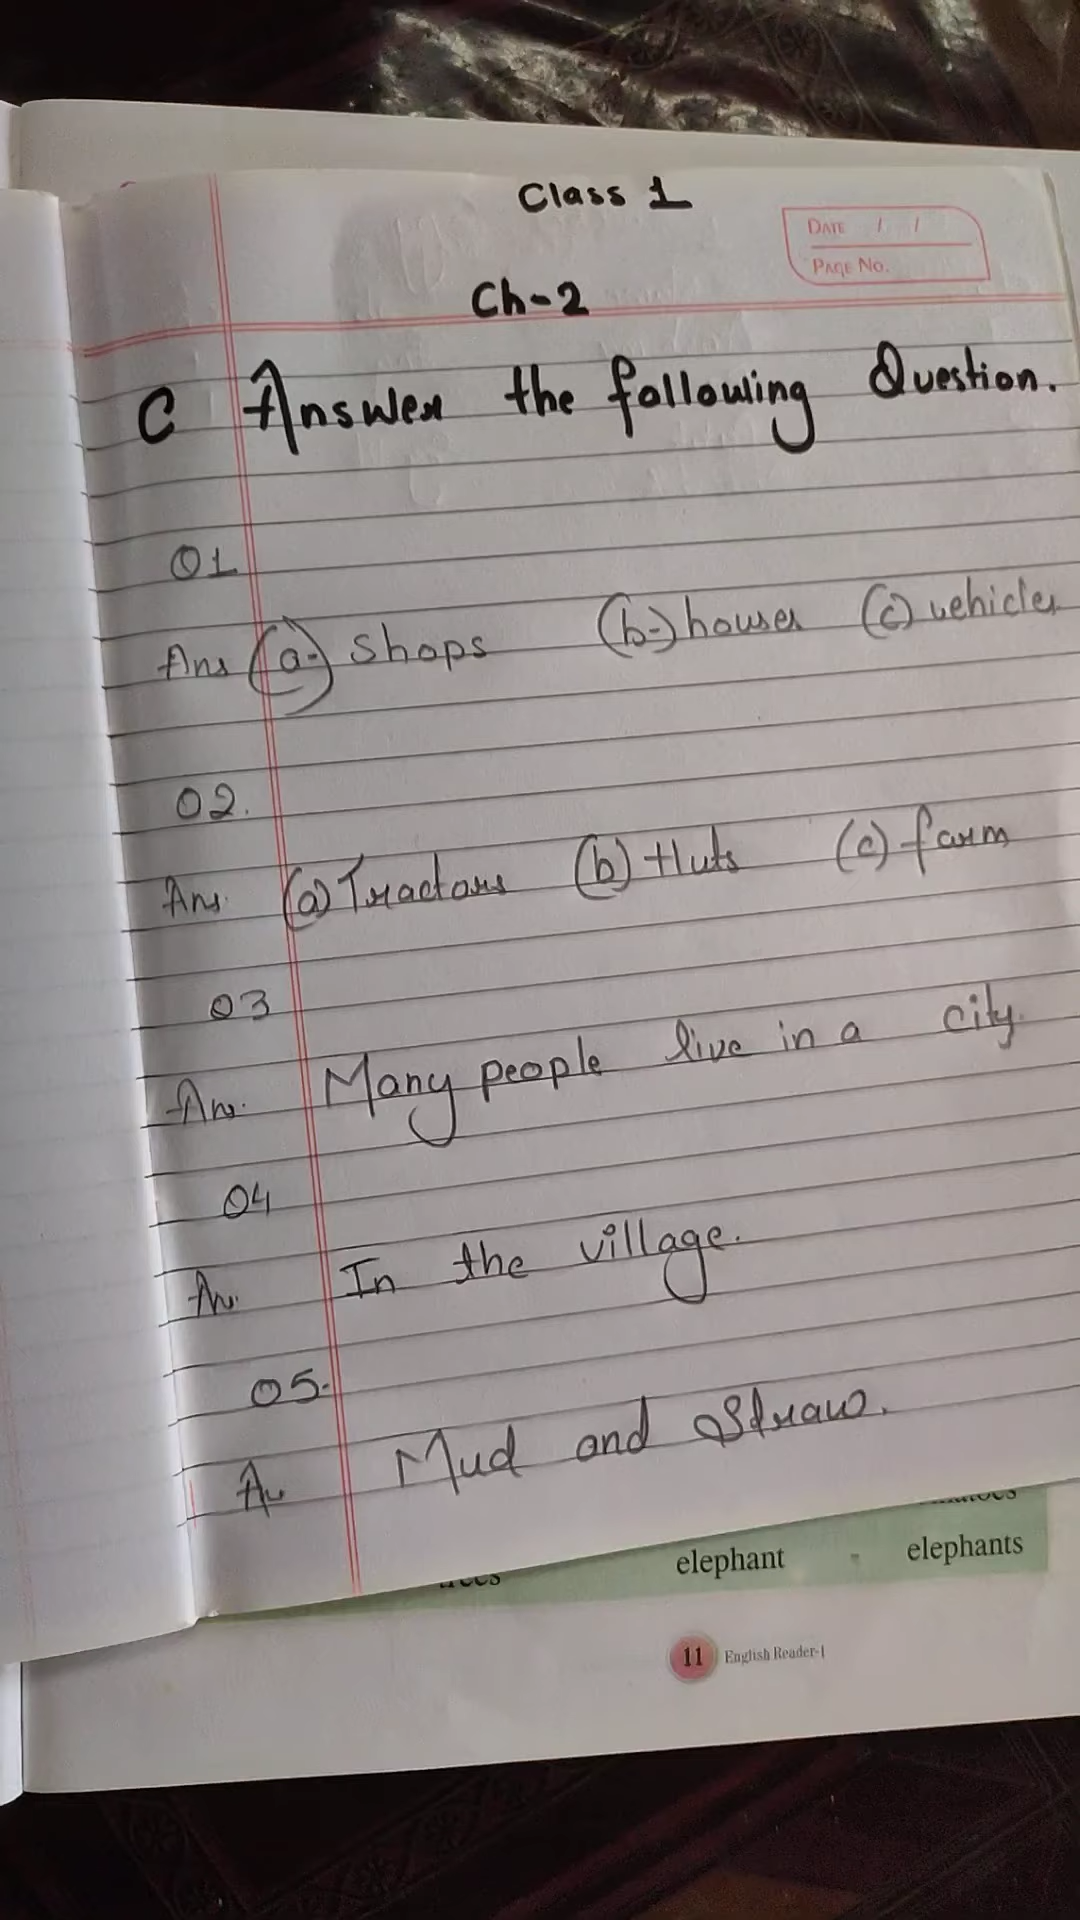 Class 1
DATE / /
PAGE NO.
Ch-2
C Answer the following Question.
Q1
Ans (a-) Shops (b-) houses (c) vehicles
Q2.
Ans. (a) Tractors (b) Huts (c) farm
Q3
Ans. Many people live in a city.
Q4
An. In the village.
Q5.
An Mud and Straw.
elephant - elephants
11 English Reader-1